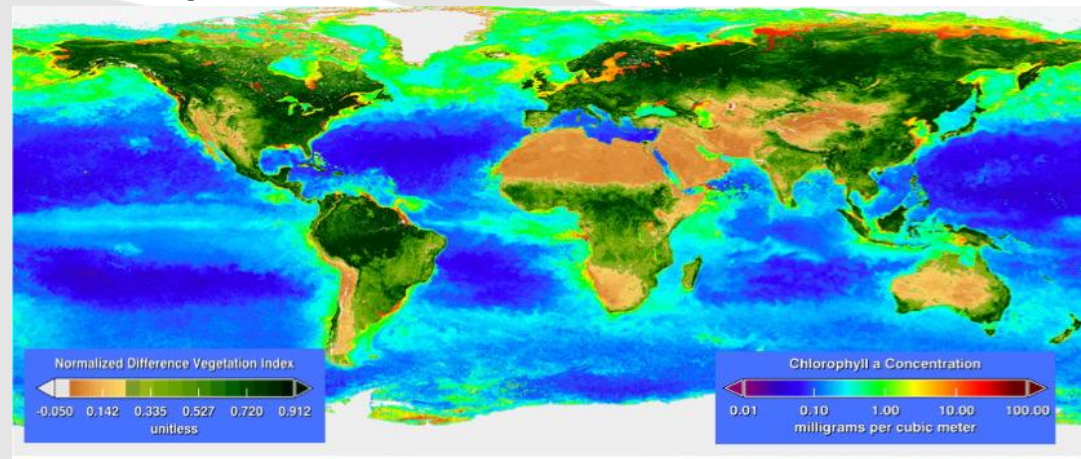 Normalized Difference Vegetation Index
-0.050 0.142 0.335 0.527 0.720 0.912
unitless
Chlorophyll a Concentration
0.01 0.10 1.00 10.00 100.00
milligrams per cubic meter